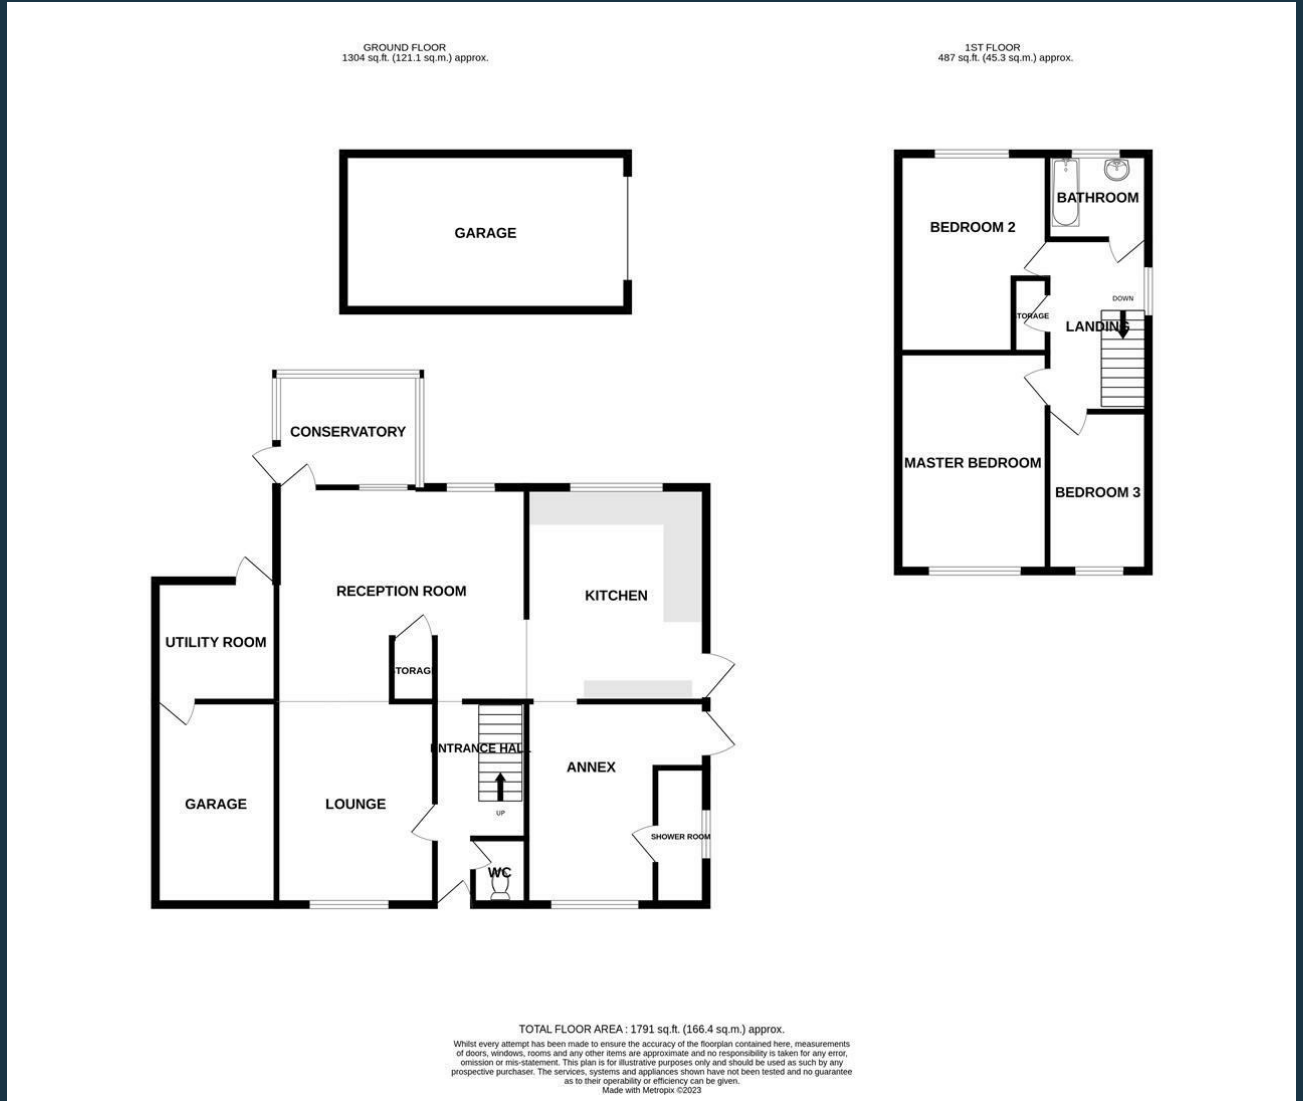 GROUND FLOOR
1304 sq.ft. (121.1 sq.m.) approx.
1ST FLOOR
487 sq.ft. (45.3 sq.m.) approx.
GARAGE
CONSERVATORY
RECEPTION ROOM
KITCHEN
UTILITY ROOM
STORAGE
ENTRANCE HALL
ANNEX
GARAGE
LOUNGE
UP
SHOWER ROOM
WC
BATHROOM
BEDROOM 2
DOWN
STORAGE
LANDING
MASTER BEDROOM
BEDROOM 3
TOTAL FLOOR AREA : 1791 sq.ft. (166.4 sq.m.) approx.
Whilst every attempt has been made to ensure the accuracy of the floorplan contained here, measurements
of doors, windows, rooms and any other items are approximate and no responsibility is taken for any error,
omission or mis-statement. This plan is for illustrative purposes only and should be used as such by any
prospective purchaser. The services, systems and appliances shown have not been tested and no guarantee
as to their operability or efficiency can be given.
Made with Metropix ©2023